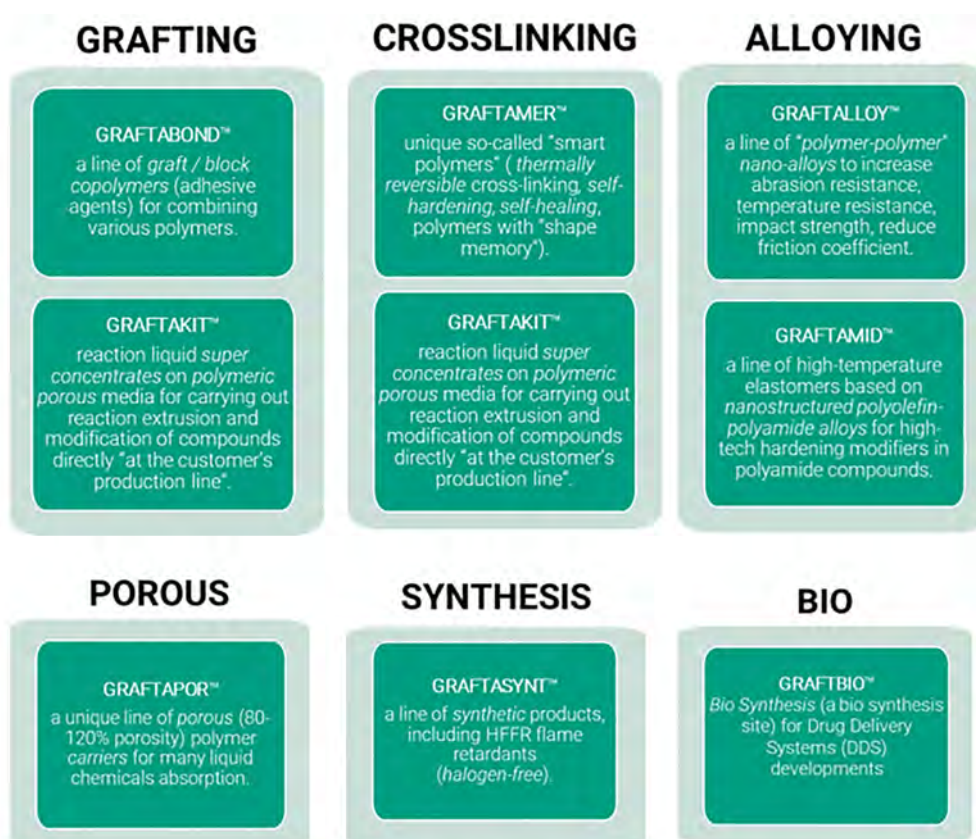 GRAFTING
GRAFTABOND™
a line of graft / block
copolymers (adhesive
agents) for combining
various polymers.
GRAFTAKIT™
reaction liquid super
concentrates on polymeric
porous media for carrying out
reaction extrusion and
modification of compounds
directly "at the customer's
production line".
CROSSLINKING
GRAFTAMER™
unique so-called "smart
polymers" ( thermally
reversible cross-linking, self-
hardening, self-healing,
polymers with "shape
memory").
GRAFTAKIT™
reaction liquid super
concentrates on polymeric
porous media for carrying out
reaction extrusion and
modification of compounds
directly "at the customer's
production line".
ALLOYING
GRAFTALLOY™
a line of "polymer-polymer"
nano-alloys to increase
abrasion resistance,
temperature resistance,
impact strength, reduce
friction coefficient.
GRAFTAMID™
a line of high-temperature
elastomers based on
nanostructured polyolefin-
polyamide alloys for high-
tech hardening modifiers in
polyamide compounds.
POROUS
GRAFTAPOR™
a unique line of porous (80-
120% porosity) polymer
carriers for many liquid
chemicals absorption.
SYNTHESIS
GRAFTASYNT™
a line of synthetic products,
including HFFR flame
retardants
(halogen-free).
BIO
GRAFTBIO™
Bio Synthesis (a bio synthesis
site) for Drug Delivery
Systems (DDS)
developments